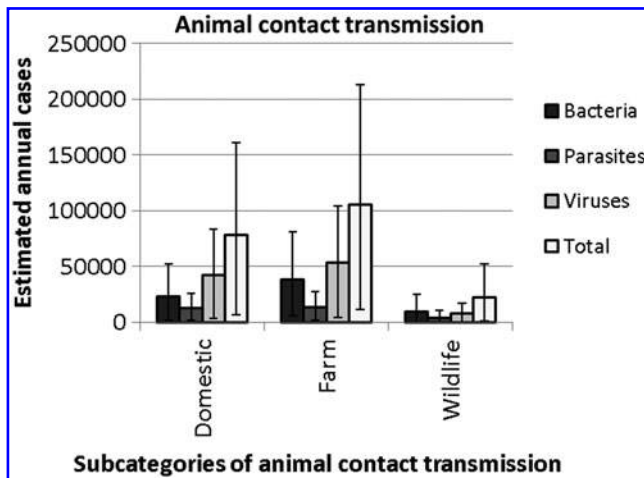 Animal contact transmission
Estimated annual cases
250000
200000
150000
100000
50000
0
Domestic
Farm
Wildlife
Subcategories of animal contact transmission
Bacteria
Parasites
Viruses
Total